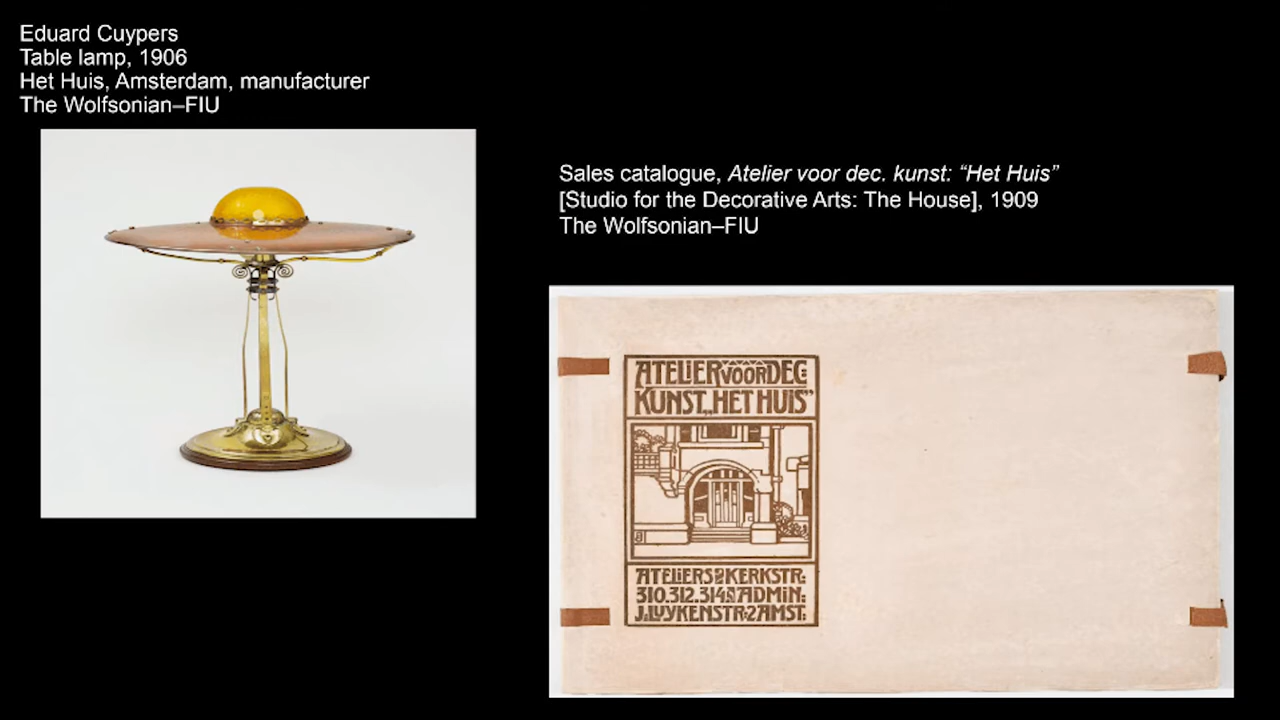 Eduard Cuypers
Table lamp, 1906
Het Huis, Amsterdam, manufacturer
The Wolfsonian–FIU
Sales catalogue, Atelier voor dec. kunst: “Het Huis”
[Studio for the Decorative Arts: The House], 1909
The Wolfsonian–FIU
ATELIER VOOR DEC:
KUNST „HET HUIS”
ATELIERS KERKSTR:
310.312.314 ADMIN:
J.LUYKENSTR:2 AMST: